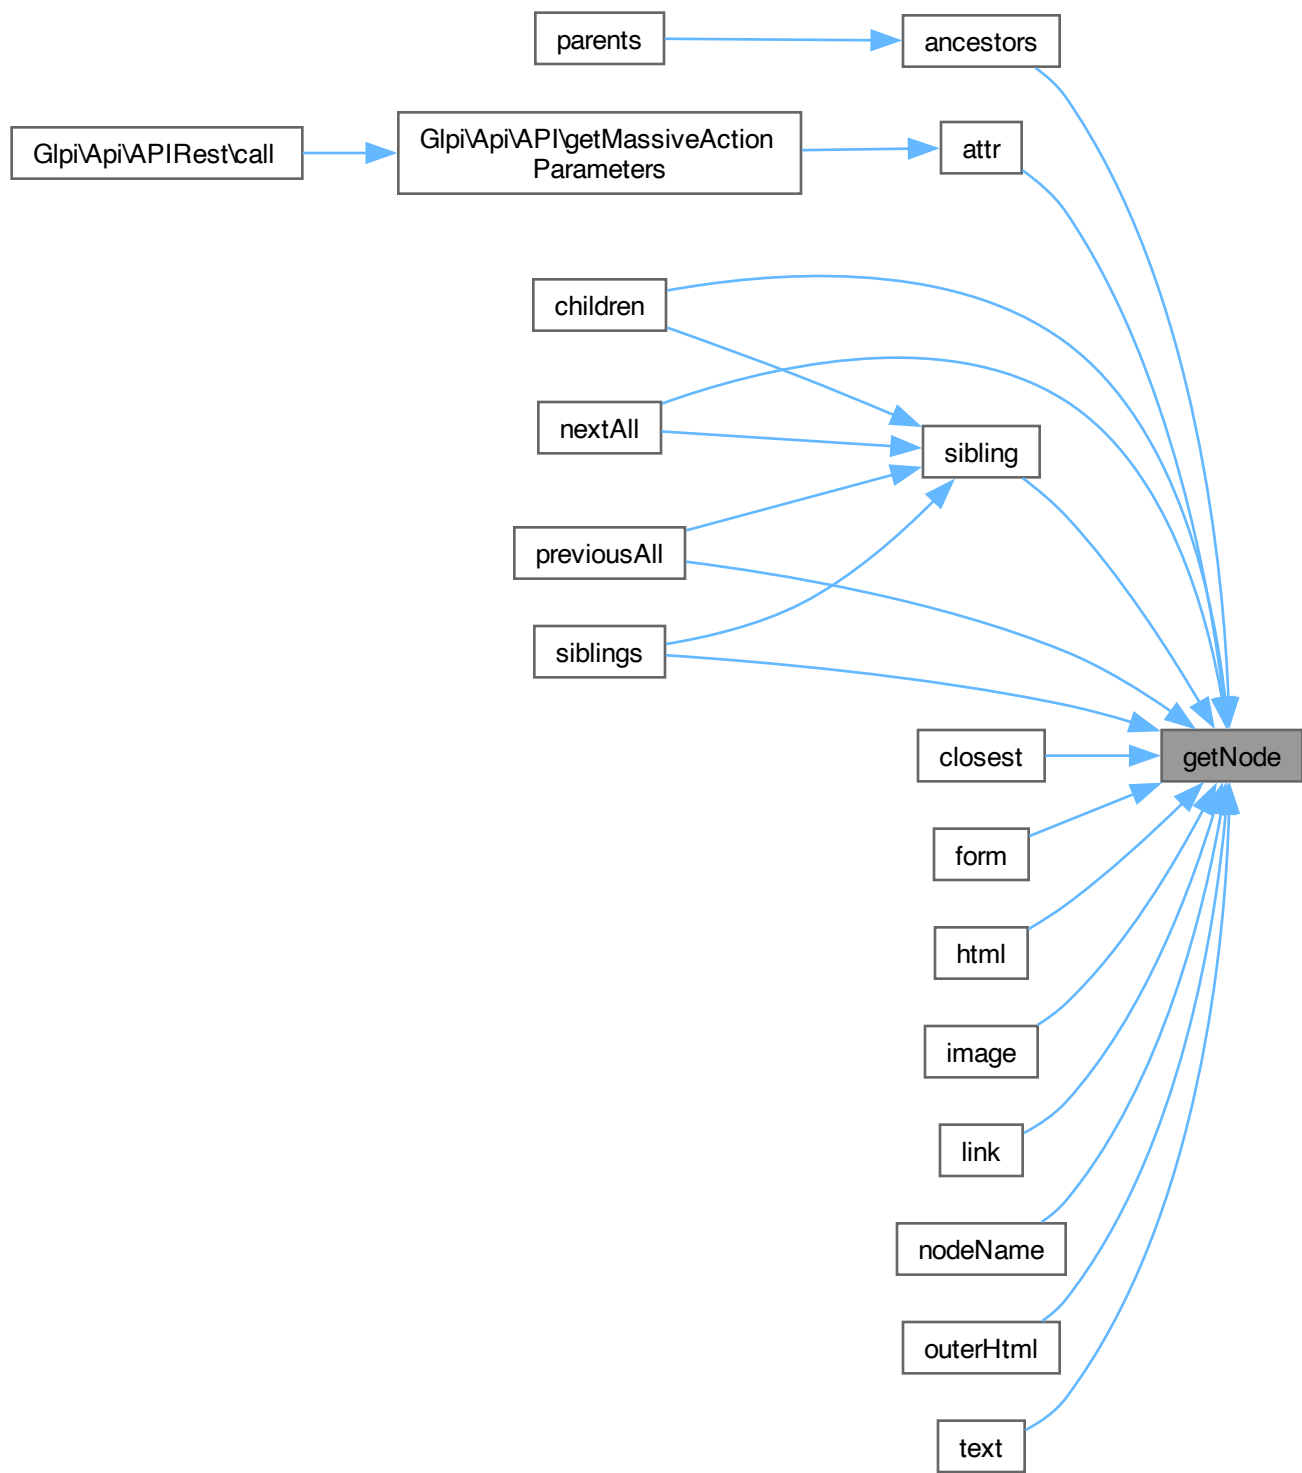 parents
ancestors
Glpi\Api\APIRest\call
Glpi\Api\API\getMassiveAction
Parameters
attr
children
nextAll
sibling
previousAll
siblings
closest
getNode
form
html
image
link
nodeName
outerHtml
text